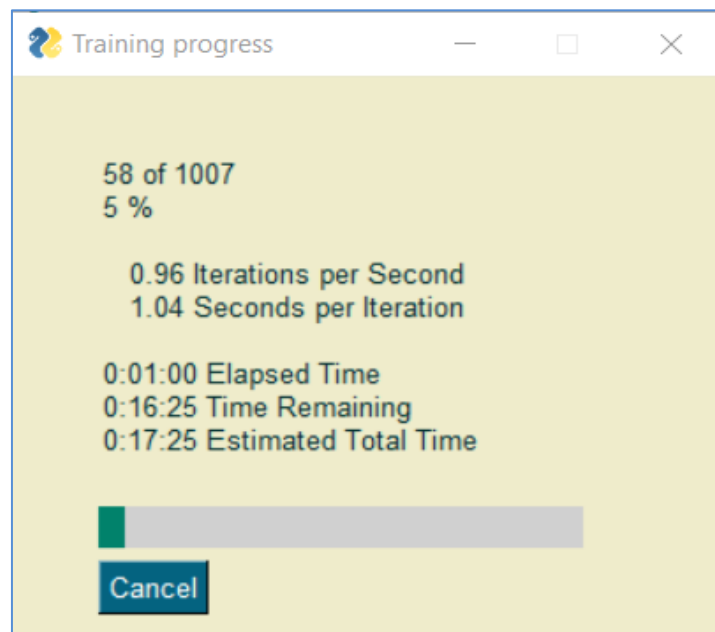 Training progress
58 of 1007
5 %
0.96 Iterations per Second
1.04 Seconds per Iteration
0:01:00 Elapsed Time
0:16:25 Time Remaining
0:17:25 Estimated Total Time
Cancel